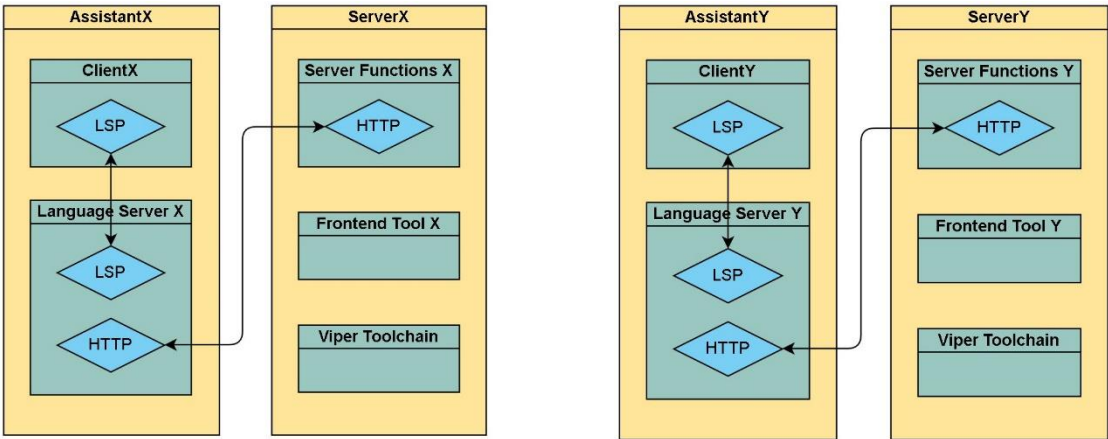 AssistantX
ClientX
LSP
Language Server X
LSP
HTTP
ServerX
Server Functions X
HTTP
Frontend Tool X
Viper Toolchain
AssistantY
ClientY
LSP
Language Server Y
LSP
HTTP
ServerY
Server Functions Y
HTTP
Frontend Tool Y
Viper Toolchain